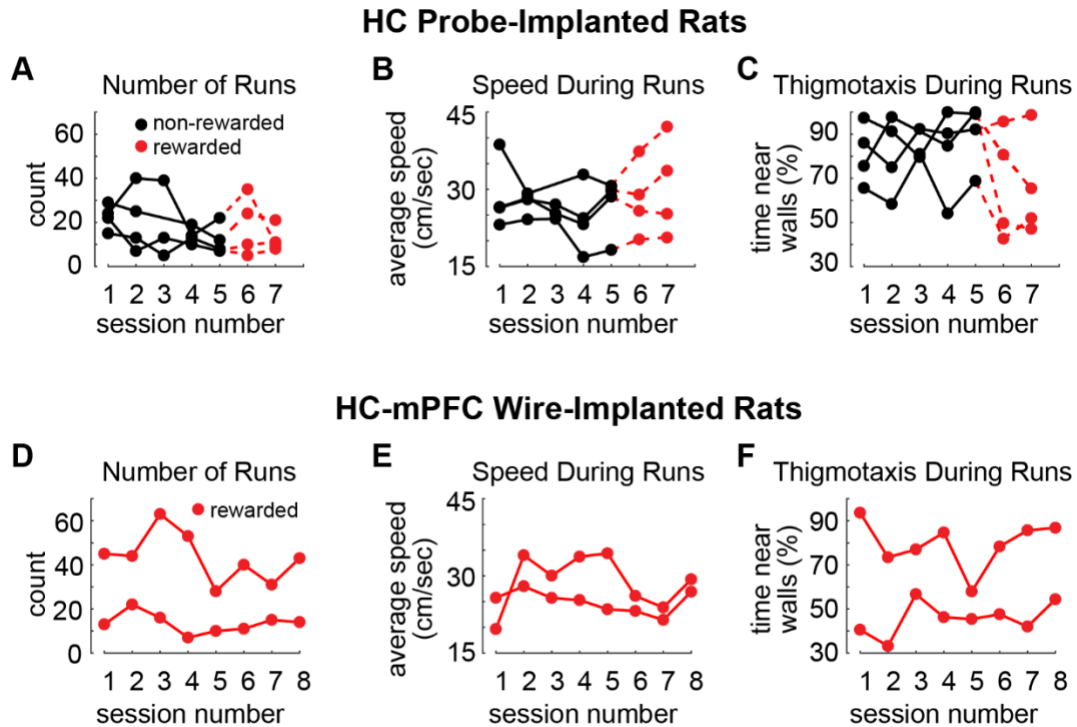 HC Probe-Implanted Rats
A
Number of Runs
60
40
20
0
count
non-rewarded
rewarded
1 2 3 4 5 6 7
session number
B
Speed During Runs
45
30
15
average speed
(cm/sec)
1 2 3 4 5 6 7
session number
C
Thigmotaxis During Runs
90
70
50
30
time near
walls (%)
1 2 3 4 5 6 7
session number
HC-mPFC Wire-Implanted Rats
D
Number of Runs
60
40
20
0
count
rewarded
1 2 3 4 5 6 7 8
session number
E
Speed During Runs
45
30
15
average speed
(cm/sec)
1 2 3 4 5 6 7 8
session number
F
Thigmotaxis During Runs
90
70
50
30
time near
walls (%)
1 2 3 4 5 6 7 8
session number